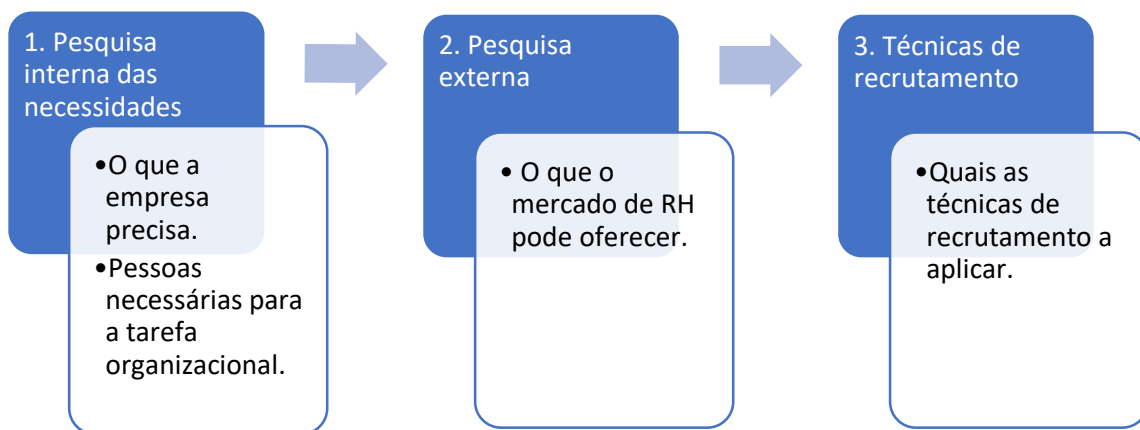 1. Pesquisa
interna das
necessidades
•O que a
empresa
precisa.
•Pessoas
necessárias para
a tarefa
organizacional.
2. Pesquisa
externa
• O que o
mercado de RH
pode oferecer.
3. Técnicas de
recrutamento
•Quais as
técnicas de
recrutamento a
aplicar.